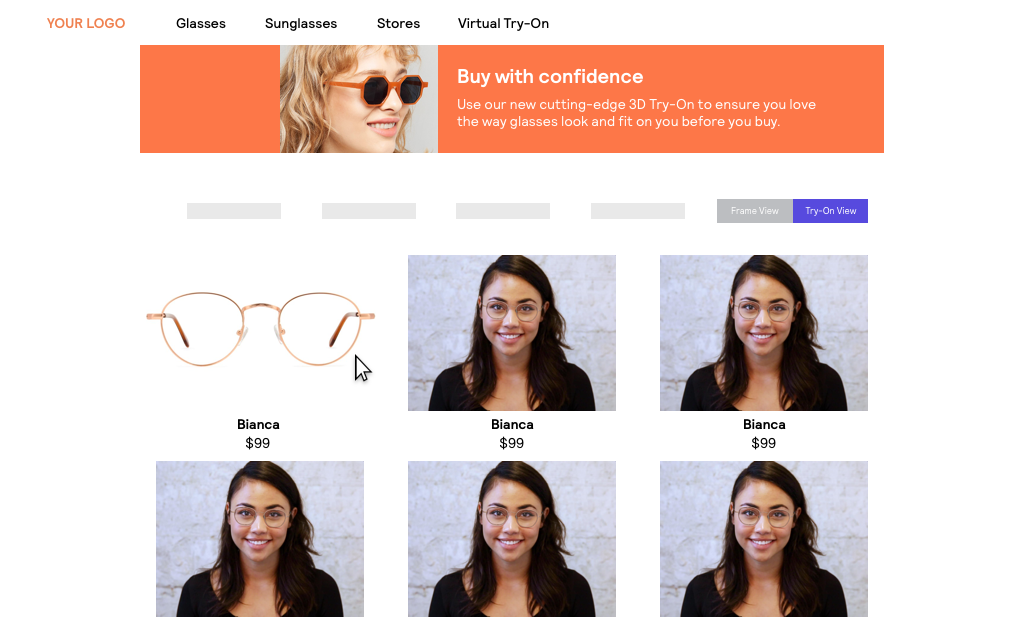 YOUR LOGO
Glasses
Sunglasses
Stores
Virtual Try-On
Buy with confidence
Use our new cutting-edge 3D Try-On to ensure you love
the way glasses look and fit on you before you buy.
Frame View
Try-On View
Bianca
$99
Bianca
$99
Bianca
$99